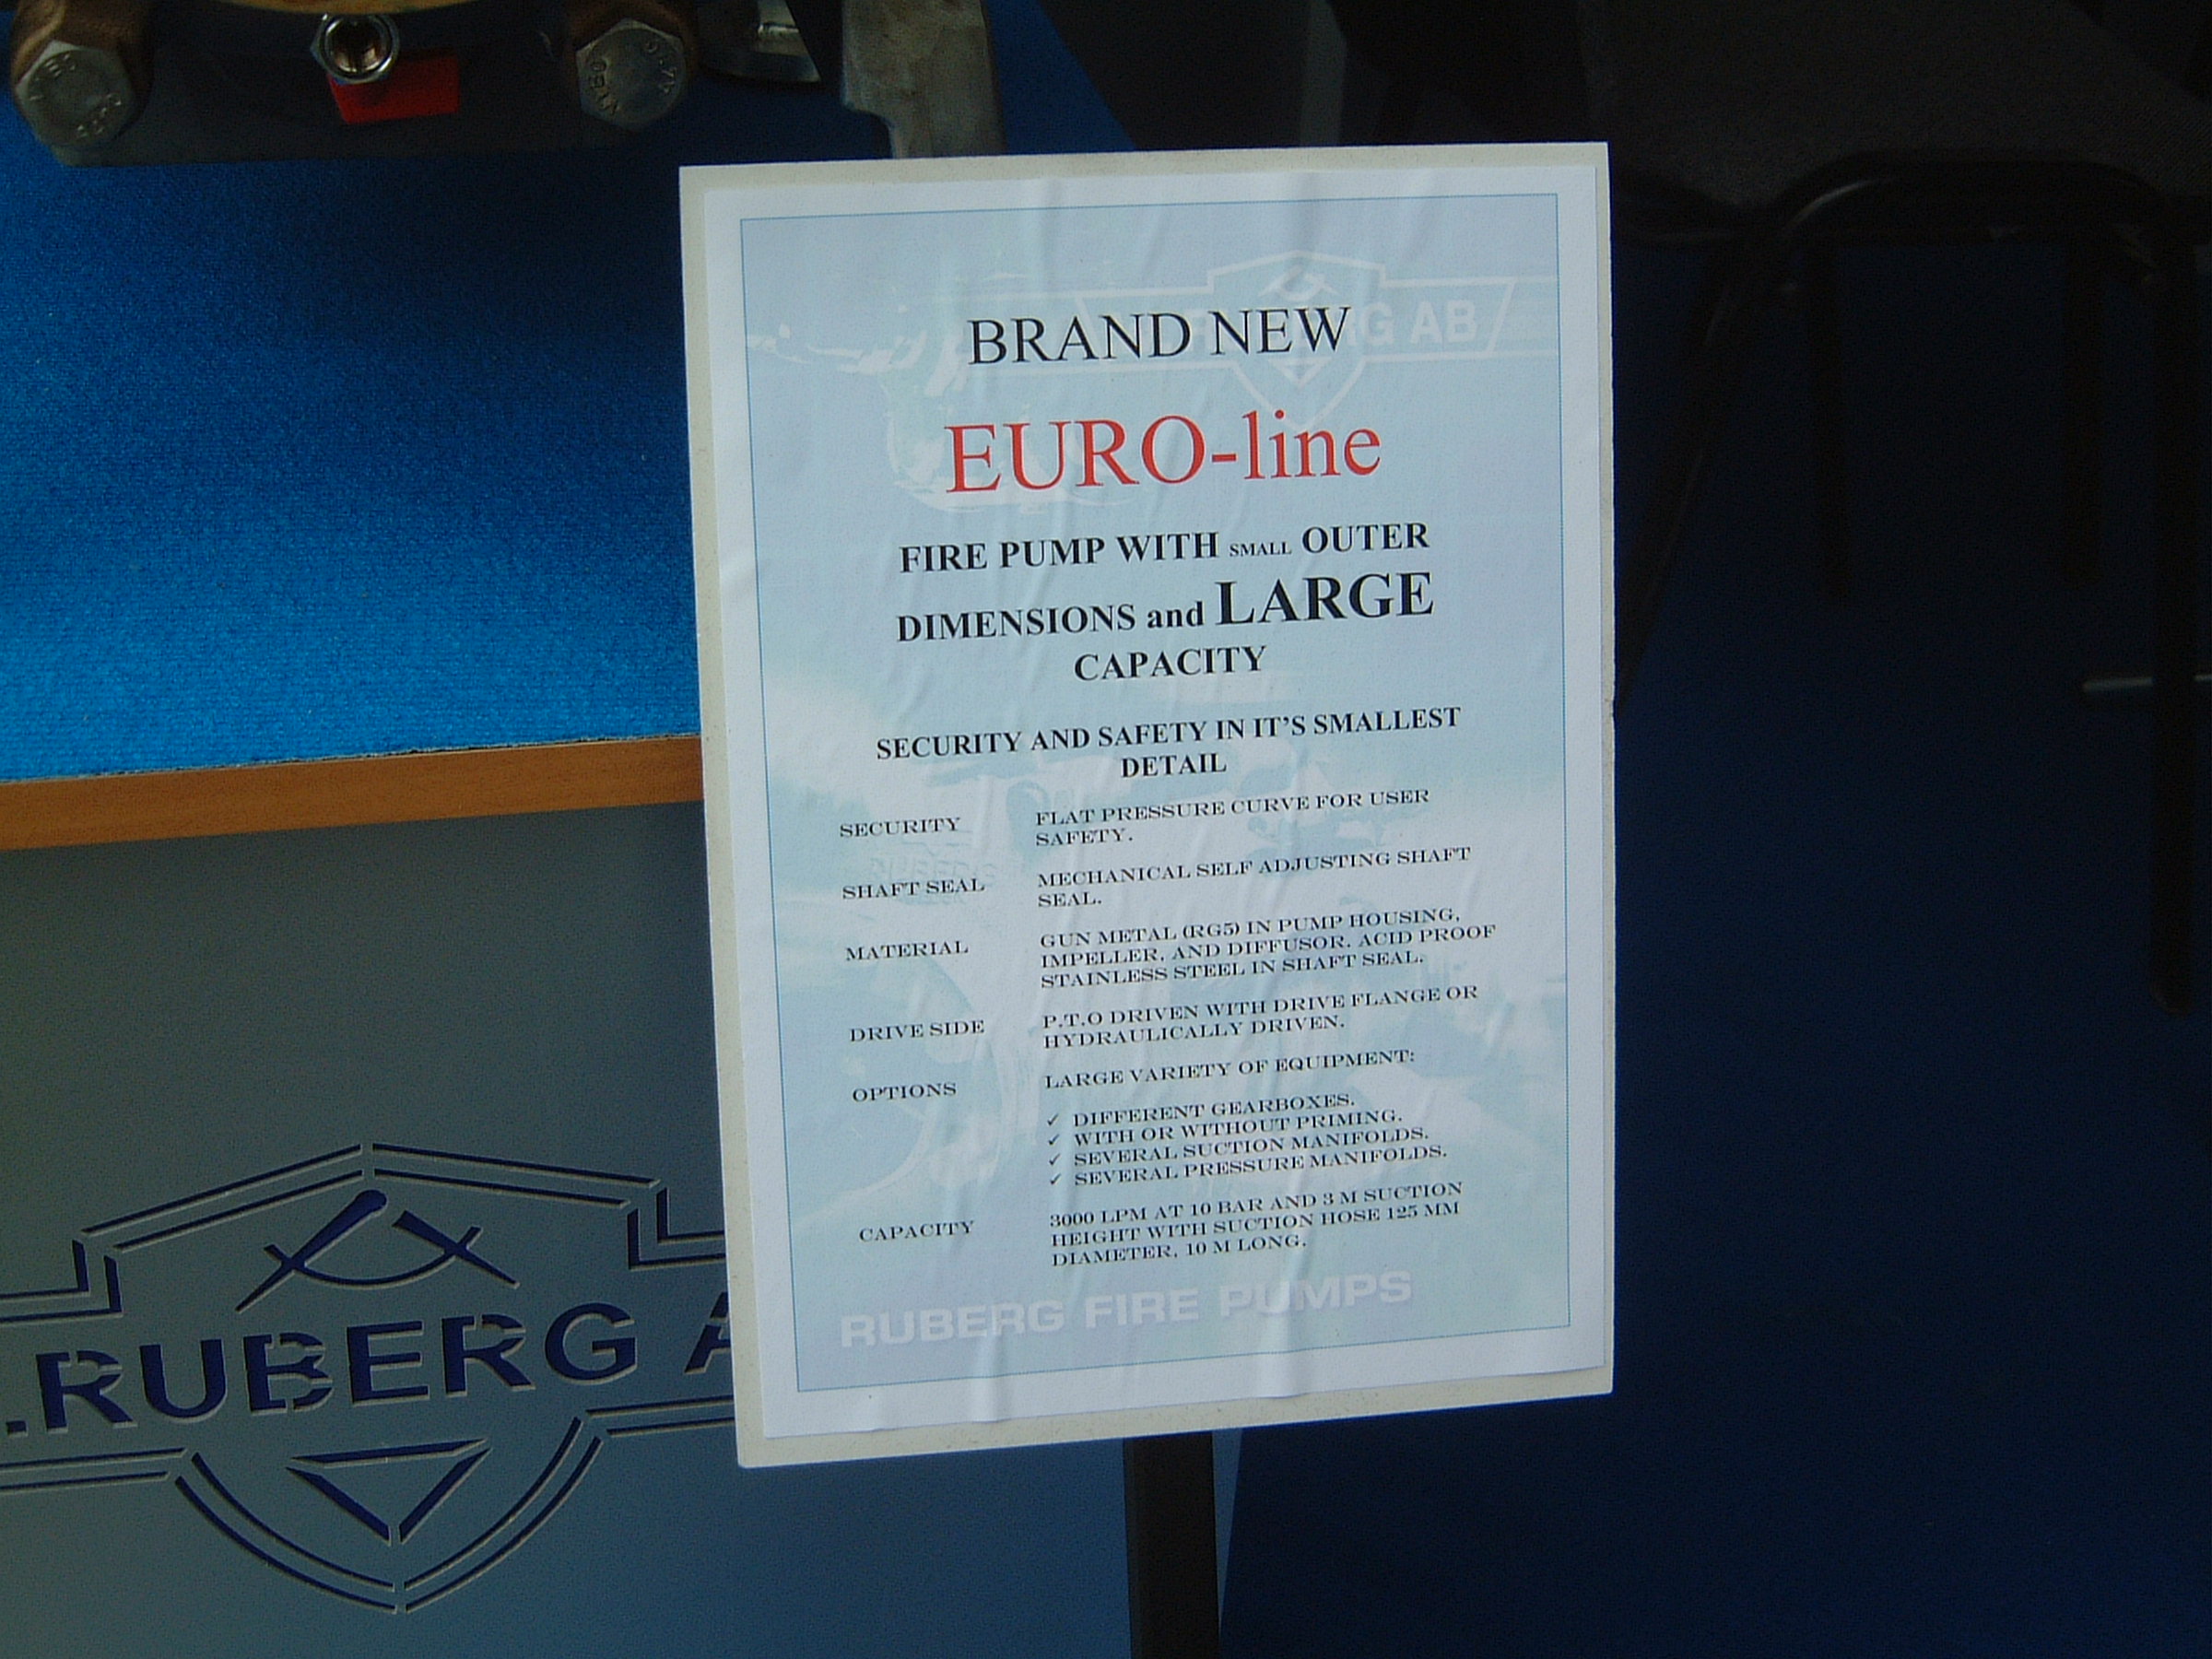 BRAND NEW
EURO-line
FIRE PUMP WITH SMALL OUTER
DIMENSIONS and LARGE
CAPACITY
SECURITY AND SAFETY IN IT'S SMALLEST
DETAIL
SECURITY FLAT PRESSURE CURVE FOR USER
SAFETY.
SHAFT SEAL MECHANICAL SELF ADJUSTING SHAFT
SEAL.
MATERIAL GUN METAL (RG5) IN PUMP HOUSING,
IMPELLER, AND DIFFUSOR. ACID PROOF
STAINLESS STEEL IN SHAFT SEAL.
DRIVE SIDE P.T.O DRIVEN WITH DRIVE FLANGE OR
HYDRAULICALLY DRIVEN.
OPTIONS LARGE VARIETY OF EQUIPMENT:
✓ DIFFERENT GEARBOXES.
✓ WITH OR WITHOUT PRIMING.
✓ SEVERAL SUCTION MANIFOLDS.
✓ SEVERAL PRESSURE MANIFOLDS.
CAPACITY 3000 LPM AT 10 BAR AND 3 M SUCTION
HEIGHT WITH SUCTION HOSE 125 MM
DIAMETER, 10 M LONG.
RUBERG FIRE PUMPS
.RUBERG A